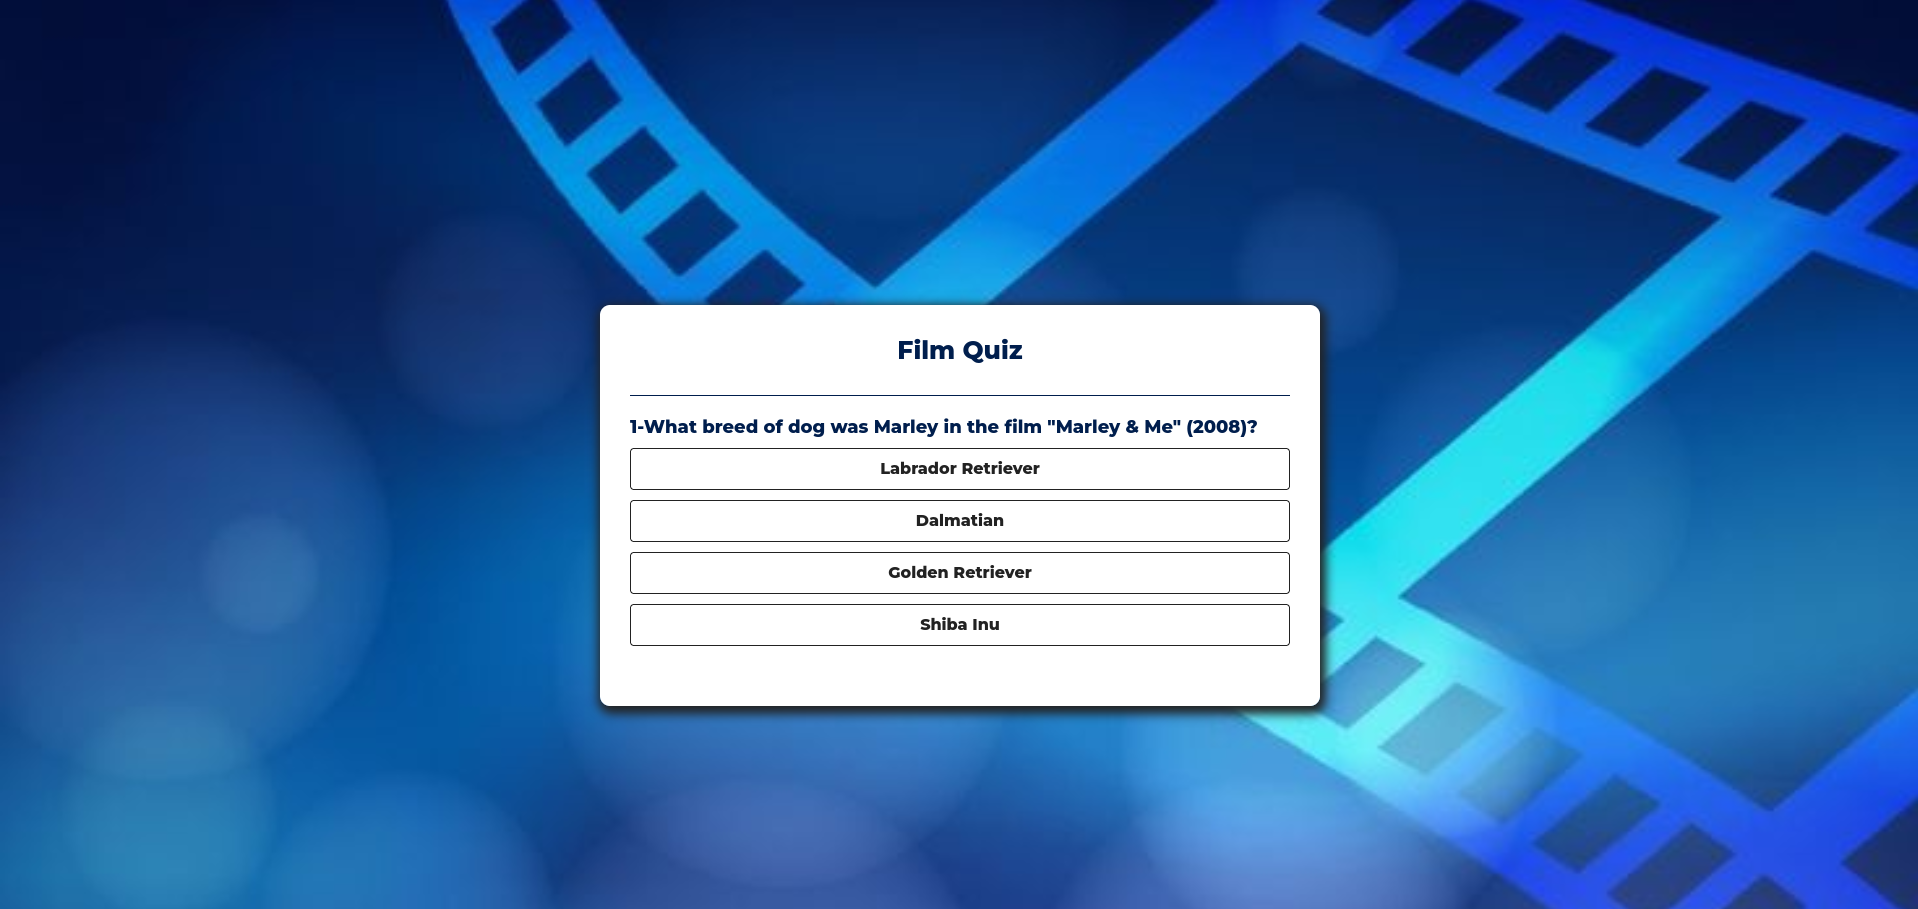 Film Quiz
1-What breed of dog was Marley in the film "Marley & Me" (2008)?
Labrador Retriever
Dalmatian
Golden Retriever
Shiba Inu